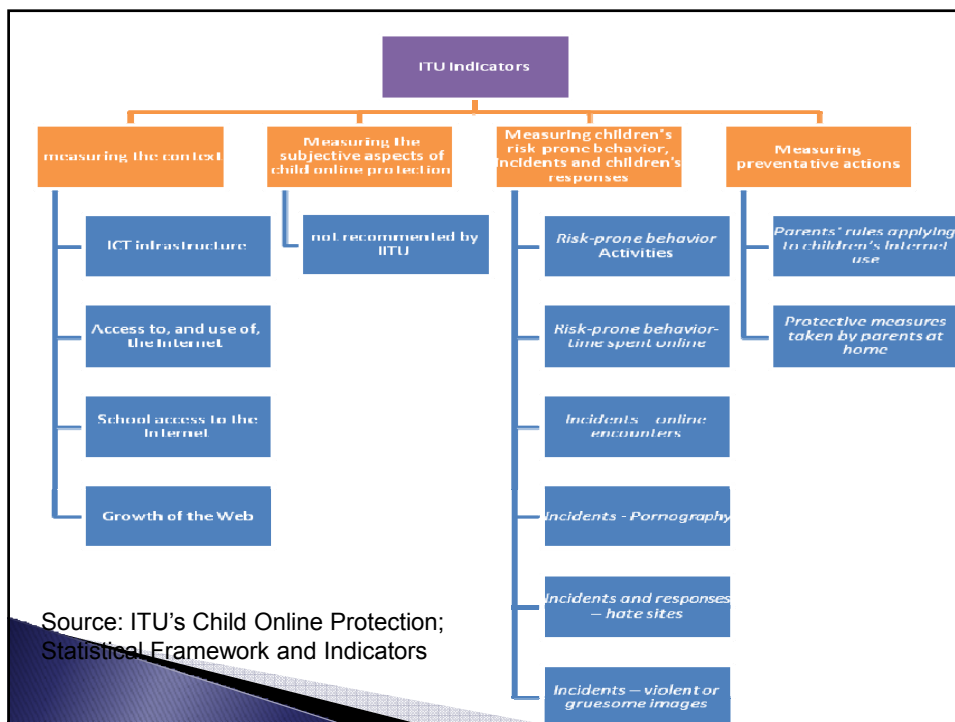 ITU Indicators
measuring the context
Measuring the
subjective aspects of
child online protection
Measuring children's
risk prone behavior,
incidents and children's
responses
Measuring
preventative actions
ICT infrastructure
Access to, and use of,
the Internet
School access to the
Internet
Growth of the Web
not recommented by
IITU
Risk-prone behavior
Activities
Risk-prone behavior-
time spent online
Incidents – online
encounters
Incidents - Pornography
Incidents and responses
– hate sites
Incidents – violent or
gruesome images
Parents' rules applying
to children's Internet
use
Protective measures
taken by parents at
home
Source: ITU's Child Online Protection;
Statistical Framework and Indicators